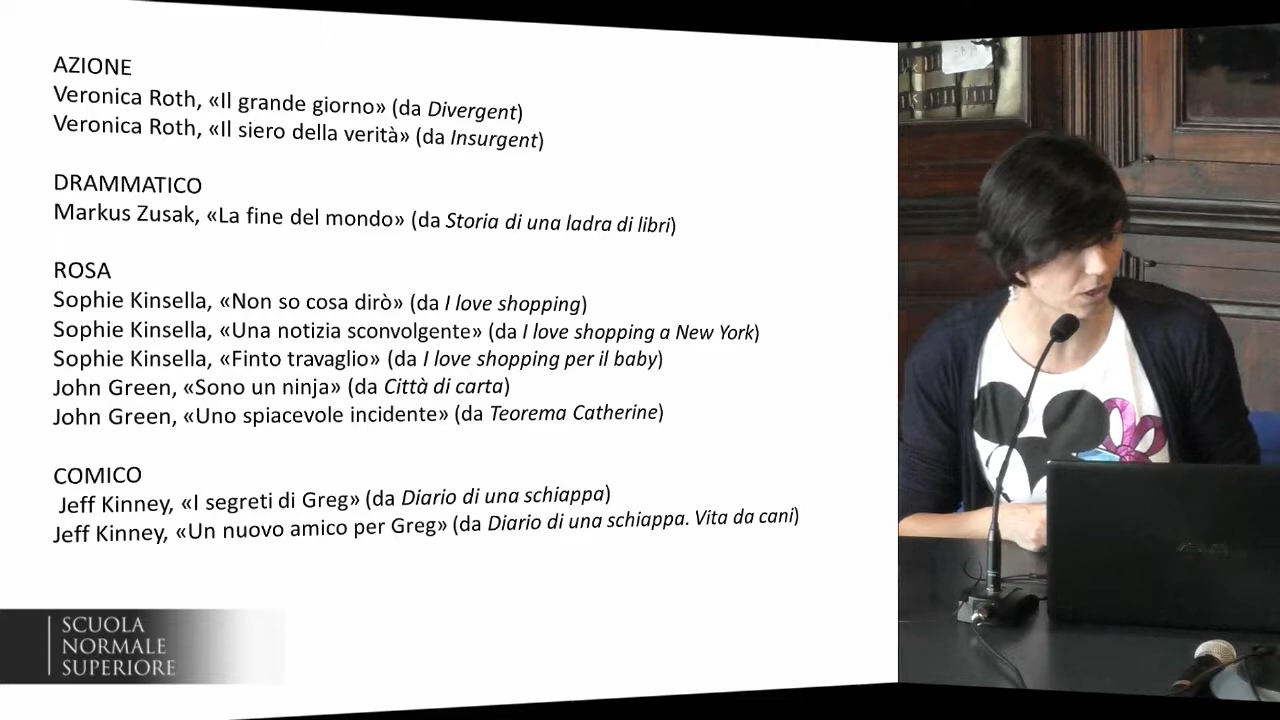 AZIONE
Veronica Roth, «Il grande giorno» (da Divergent)
Veronica Roth, «Il siero della verità» (da Insurgent)
DRAMMATICO
Markus Zusak, «La fine del mondo» (da Storia di una ladra di libri)
ROSA
Sophie Kinsella, «Non so cosa dirò» (da I love shopping)
Sophie Kinsella, «Una notizia sconvolgente» (da I love shopping a New York)
Sophie Kinsella, «Finto travaglio» (da I love shopping per il baby)
John Green, «Sono un ninja» (da Città di carta)
John Green, «Uno spiacevole incidente» (da Teorema Catherine)
COMICO
Jeff Kinney, «I segreti di Greg» (da Diario di una schiappa)
Jeff Kinney, «Un nuovo amico per Greg» (da Diario di una schiappa. Vita da cani)
SCUOLA
NORMALE
SUPERIORE